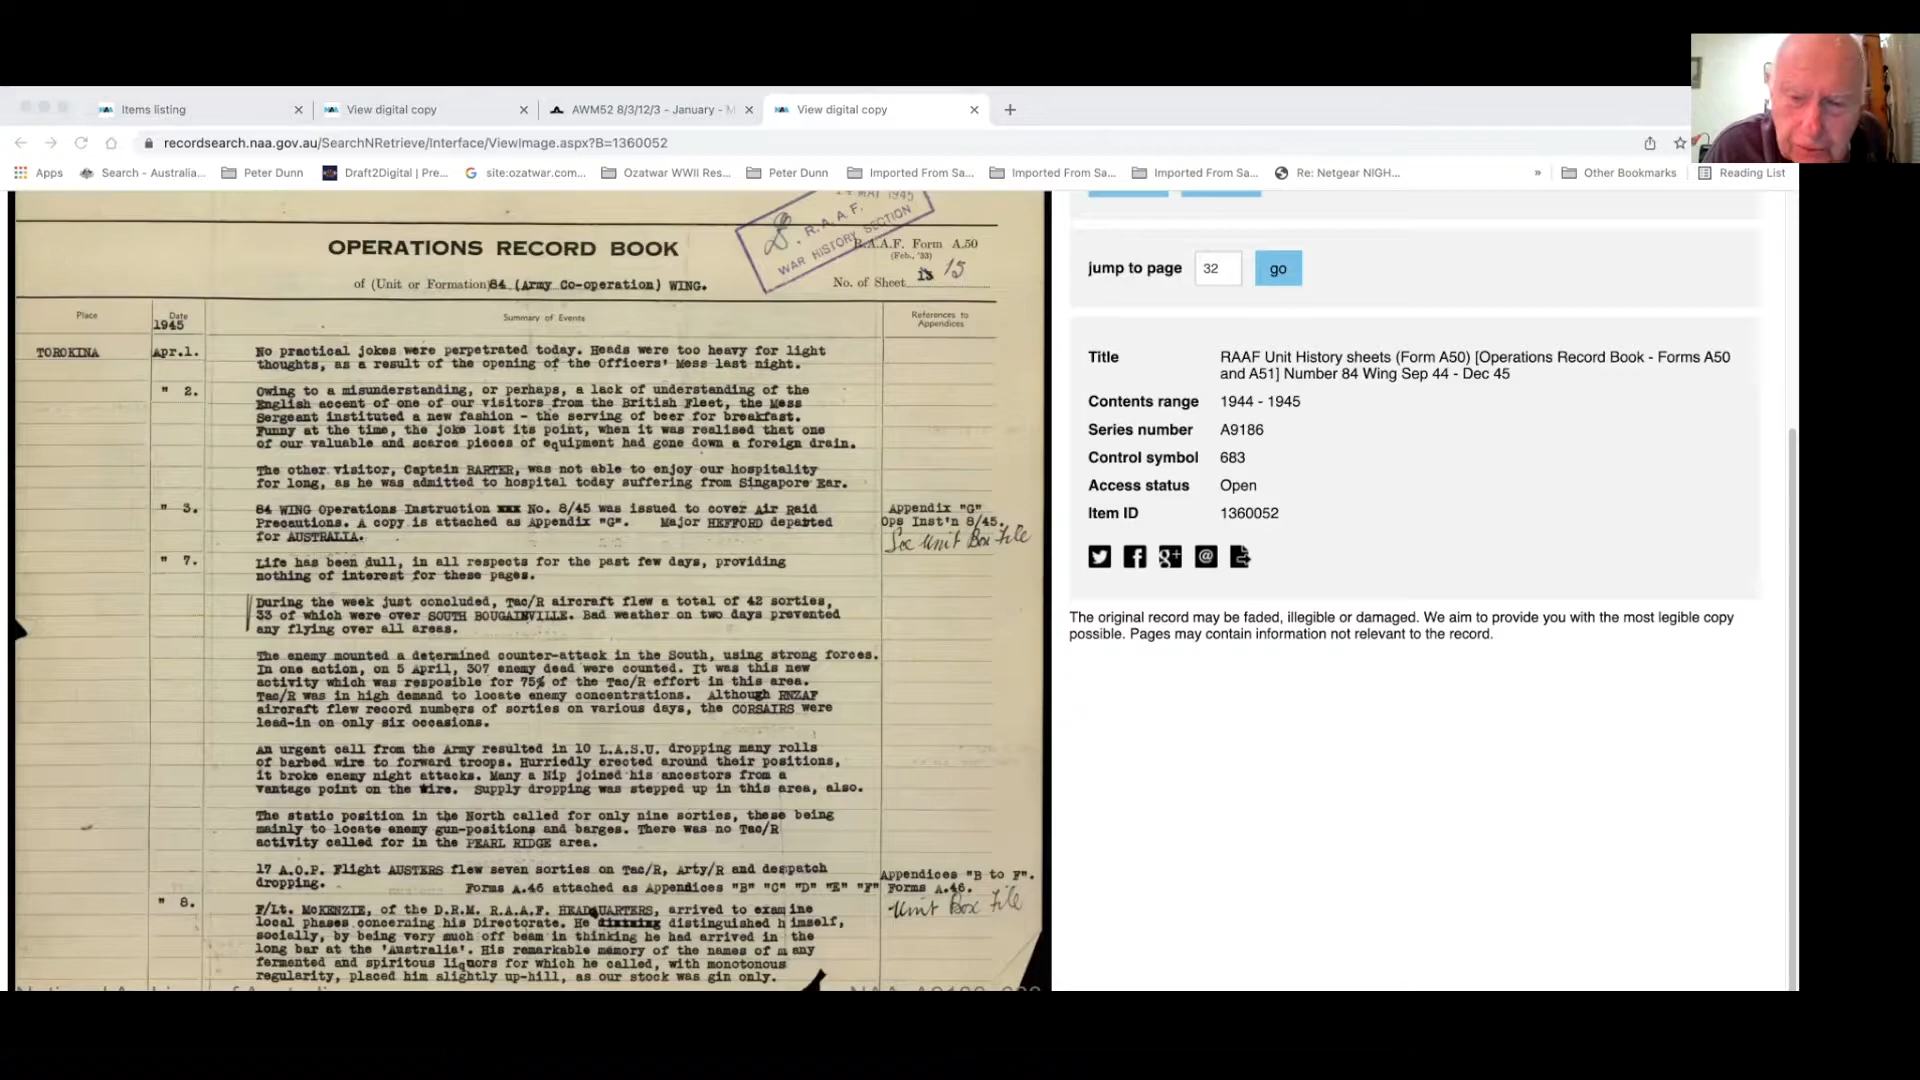 Items listing
View digital copy
AWM52 8/3/12/3 - January - M
View digital copy
recordsearch.naa.gov.au/SearchNRetrieve/Interface/ViewImage.aspx?B=1360052
Apps
Search - Australia...
Peter Dunn
Draft2Digital | Pre...
site:ozatwar.com...
Ozatwar WWII Res...
Peter Dunn
Imported From Sa...
Imported From Sa...
Imported From Sa...
Re: Netgear NIGH...
»
Other Bookmarks
Reading List
MAY 1945
R.A.A.F.
WAR HISTORY SECTION
OPERATIONS RECORD BOOK
R.A.A.F. Form A.50
(Feb., '33)
of (Unit or Formation) 84 (Army Co-operation) WING.
No. of Sheet 15
Place
Date
1945
Summary of Events
References to
Appendices
TOROKINA
Apr.1.
No practical jokes were perpetrated today. Heads were too heavy for light
thoughts, as a result of the opening of the Officers' Mess last night.
" 2.
Owing to a misunderstanding, or perhaps, a lack of understanding of the
English accent of one of our visitors from the British Fleet, the Mess
Sergeant instituted a new fashion - the serving of beer for breakfast.
Funny at the time, the joke lost its point, when it was realised that one
of our valuable and scarce pieces of equipment had gone down a foreign drain.
The other visitor, Captain BARTER, was not able to enjoy our hospitality
for long, as he was admitted to hospital today suffering from Singapore Ear.
" 3.
84 WING Operations Instruction xxx No. 8/45 was issued to cover Air Raid
Precautions. A copy is attached as Appendix "G". Major HEFFORD departed
for AUSTRALIA.
Appendix "G"
Ops Inst'n 8/45.
See Unit Box File
" 7.
Life has been dull, in all respects for the past few days, providing
nothing of interest for these pages.
During the week just concluded, Tac/R aircraft flew a total of 42 sorties,
33 of which were over SOUTH BOUGAINVILLE. Bad weather on two days prevented
any flying over all areas.
The enemy mounted a determined counter-attack in the South, using strong forces.
In one action, on 5 April, 307 enemy dead were counted. It was this new
activity which was resposible for 75% of the Tac/R effort in this area.
Tac/R was in high demand to locate enemy concentrations. Although RNZAF
aircraft flew record numbers of sorties on various days, the CORSAIRS were
lead-in on only six occasions.
An urgent call from the Army resulted in 10 L.A.S.U. dropping many rolls
of barbed wire to forward troops. Hurriedly erected around their positions,
it broke enemy night attacks. Many a Nip joined his ancestors from a
vantage point on the wire. Supply dropping was stepped up in this area, also.
The static position in the North called for only nine sorties, these being
mainly to locate enemy gun-positions and barges. There was no Tac/R
activity called for in the PEARL RIDGE area.
17 A.O.P. Flight AUSTERS flew seven sorties on Tac/R, Arty/R and despatch
dropping. Forms A.46 attached as Appendices "B" "C" "D" "E" "F"
Appendices "B to F".
Forms A.46.
Unit Box File
" 8.
F/Lt. McKENZIE, of the D.R.M. R.A.A.F. HEADQUARTERS, arrived to examine
local phases concerning his Directorate. He distinguished himself,
socially, by being very much off beam in thinking he had arrived in the
long bar at the 'Australia'. His remarkable memory of the names of many
fermented and spiritous liquors for which he called, with monotonous
regularity, placed him slightly up-hill, as our stock was gin only.
jump to page
32
go
Title
RAAF Unit History sheets (Form A50) [Operations Record Book - Forms A50
and A51] Number 84 Wing Sep 44 - Dec 45
Contents range
1944 - 1945
Series number
A9186
Control symbol
683
Access status
Open
Item ID
1360052
The original record may be faded, illegible or damaged. We aim to provide you with the most legible copy
possible. Pages may contain information not relevant to the record.